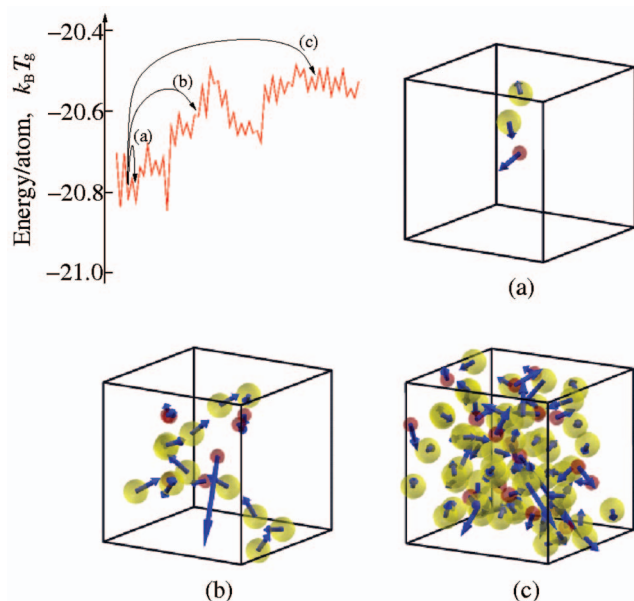 Energy/atom, k_B T_g
−20.4
−20.6
−20.8
−21.0
(a)
(b)
(c)
(a)
(b)
(c)